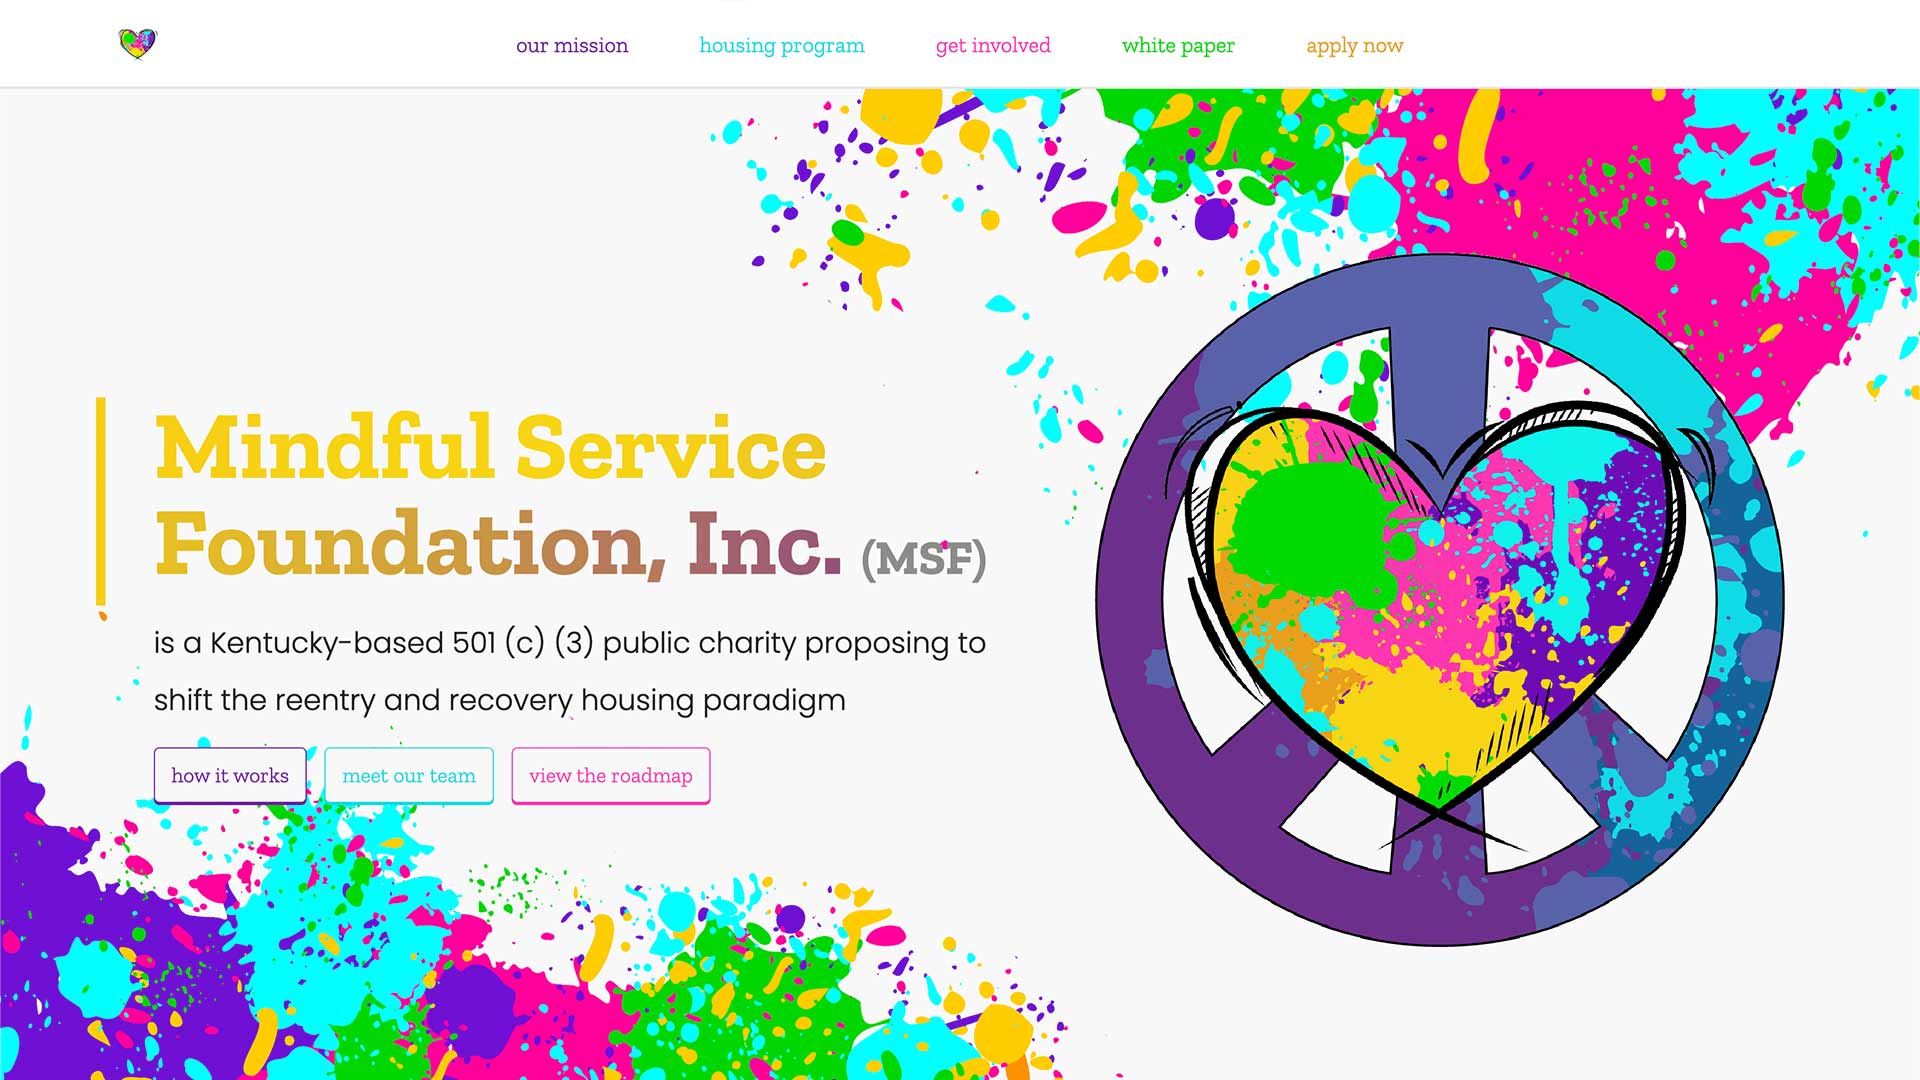 our mission housing program get involved white paper apply now
Mindful Service
Foundation, Inc. (MSF)
is a Kentucky-based 501 (c) (3) public charity proposing to
shift the reentry and recovery housing paradigm
how it works meet our team view the roadmap